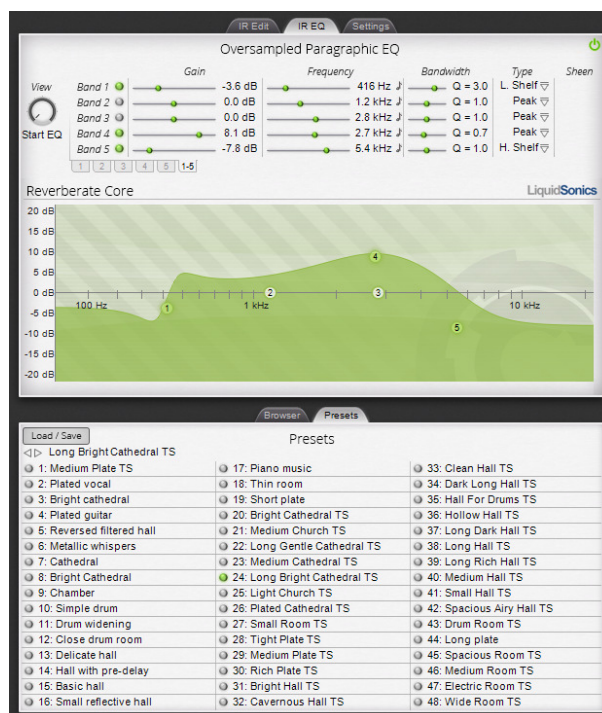 IR Edit IR EQ Settings
Oversampled Paragraphic EQ
Gain Frequency Bandwidth Type Sheen
View Band 1 -3.6 dB 416 Hz Q = 3.0 L. Shelf
Band 2 0.0 dB 1.2 kHz Q = 1.0 Peak
Band 3 0.0 dB 2.8 kHz Q = 1.0 Peak
Start EQ Band 4 8.1 dB 2.7 kHz Q = 0.7 Peak
Band 5 -7.8 dB 5.4 kHz Q = 1.0 H. Shelf
1 2 3 4 5 1-5
Reverberate Core LiquidSonics
20 dB
15 dB
10 dB
4
5 dB
0 dB 2 3
100 Hz 1 kHz 10 kHz
1
-5 dB
5
-10 dB
-15 dB
-20 dB
Browser Presets
Load / Save Presets
Long Bright Cathedral TS
1: Medium Plate TS 17: Piano music 33: Clean Hall TS
2: Plated vocal 18: Thin room 34: Dark Long Hall TS
3: Bright cathedral 19: Short plate 35: Hall For Drums TS
4: Plated guitar 20: Bright Cathedral TS 36: Hollow Hall TS
5: Reversed filtered hall 21: Medium Church TS 37: Long Dark Hall TS
6: Metallic whispers 22: Long Gentle Cathedral TS 38: Long Hall TS
7: Cathedral 23: Medium Cathedral TS 39: Long Rich Hall TS
8: Bright Cathedral 24: Long Bright Cathedral TS 40: Medium Hall TS
9: Chamber 25: Light Church TS 41: Small Hall TS
10: Simple drum 26: Plated Cathedral TS 42: Spacious Airy Hall TS
11: Drum widening 27: Small Room TS 43: Drum Room TS
12: Close drum room 28: Tight Plate TS 44: Long plate
13: Delicate hall 29: Medium Plate TS 45: Spacious Room TS
14: Hall with pre-delay 30: Rich Plate TS 46: Medium Room TS
15: Basic hall 31: Bright Hall TS 47: Electric Room TS
16: Small reflective hall 32: Cavernous Hall TS 48: Wide Room TS